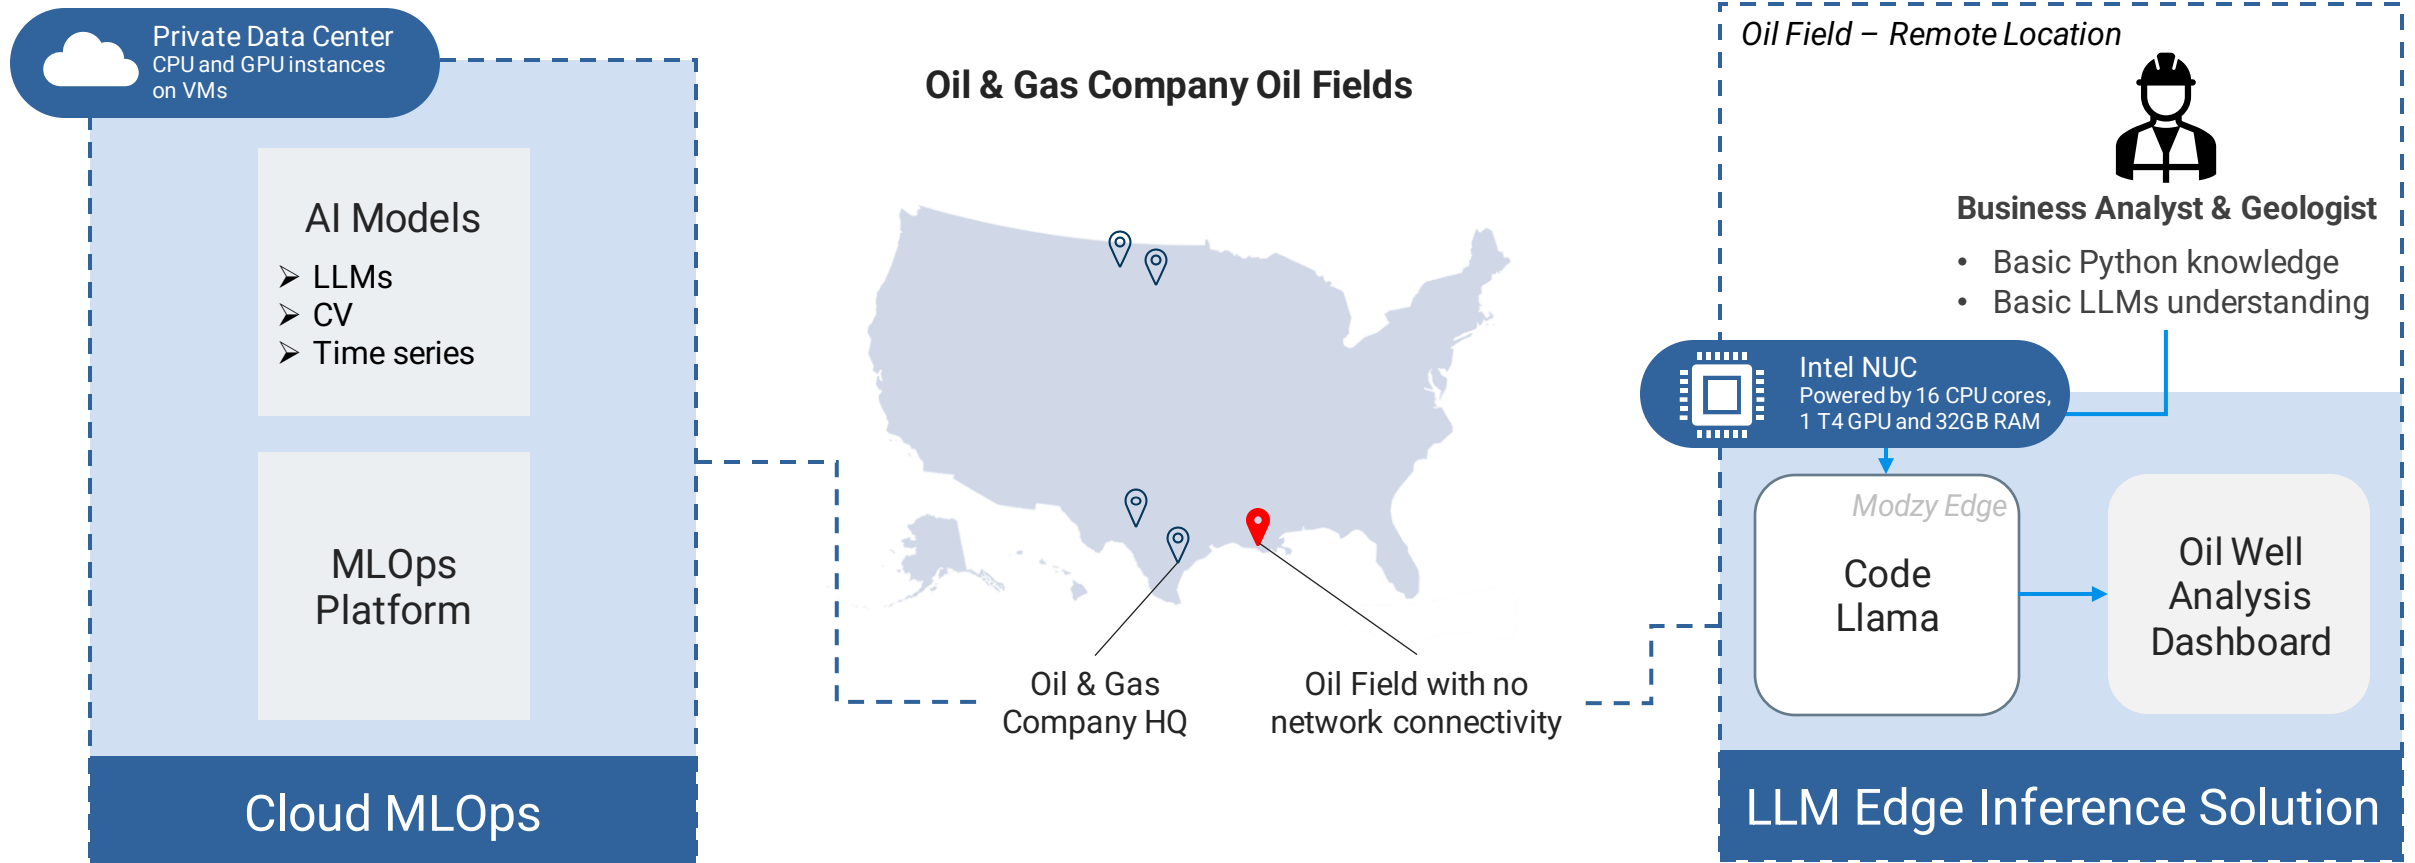 Private Data Center
CPU and GPU instances
on VMs
AI Models
LLMs
CV
Time series
MLOps
Platform
Cloud MLOps
Oil & Gas Company Oil Fields
Oil & Gas
Company HQ
Oil Field with no
network connectivity
Oil Field – Remote Location
Business Analyst & Geologist
• Basic Python knowledge
• Basic LLMs understanding
Intel NUC
Powered by 16 CPU cores,
1 T4 GPU and 32GB RAM
Modzy Edge
Code
Llama
Oil Well
Analysis
Dashboard
LLM Edge Inference Solution